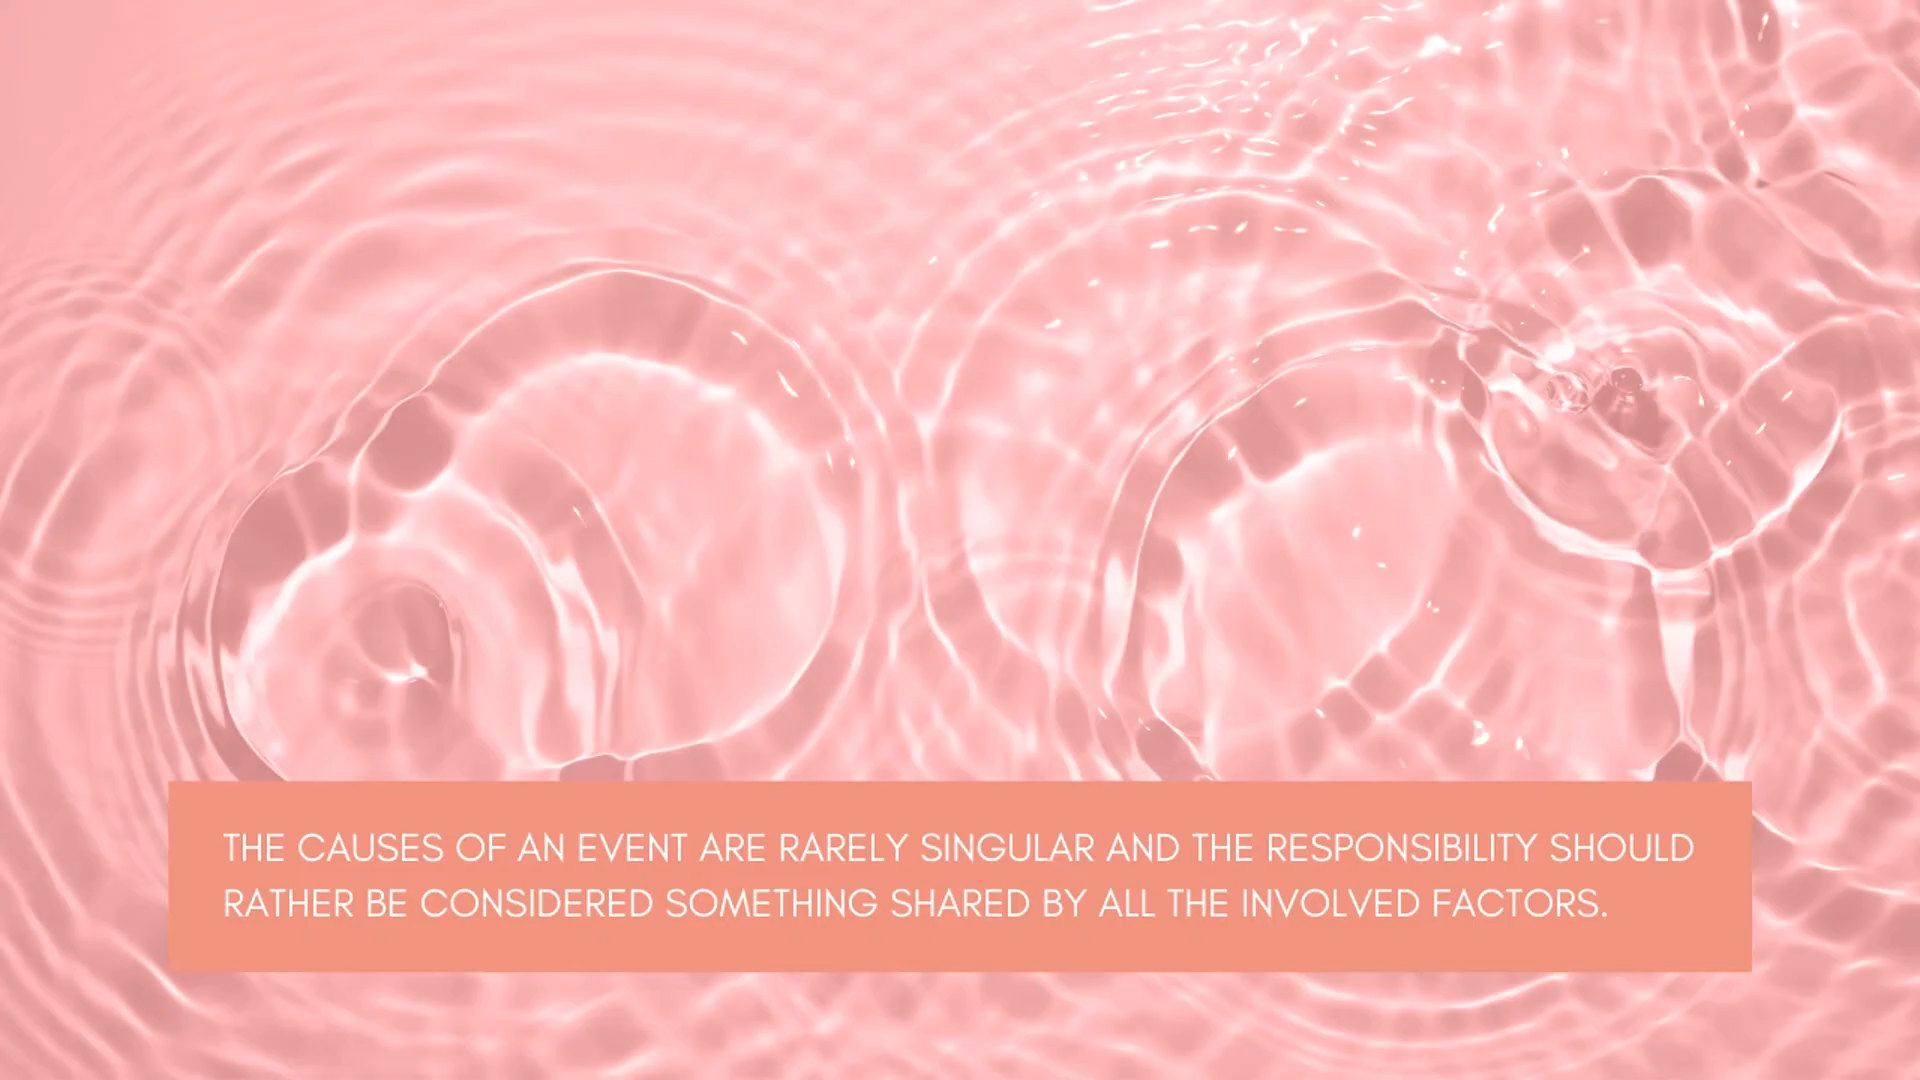 THE CAUSES OF AN EVENT ARE RARELY SINGULAR AND THE RESPONSIBILITY SHOULD
RATHER BE CONSIDERED SOMETHING SHARED BY ALL THE INVOLVED FACTORS.